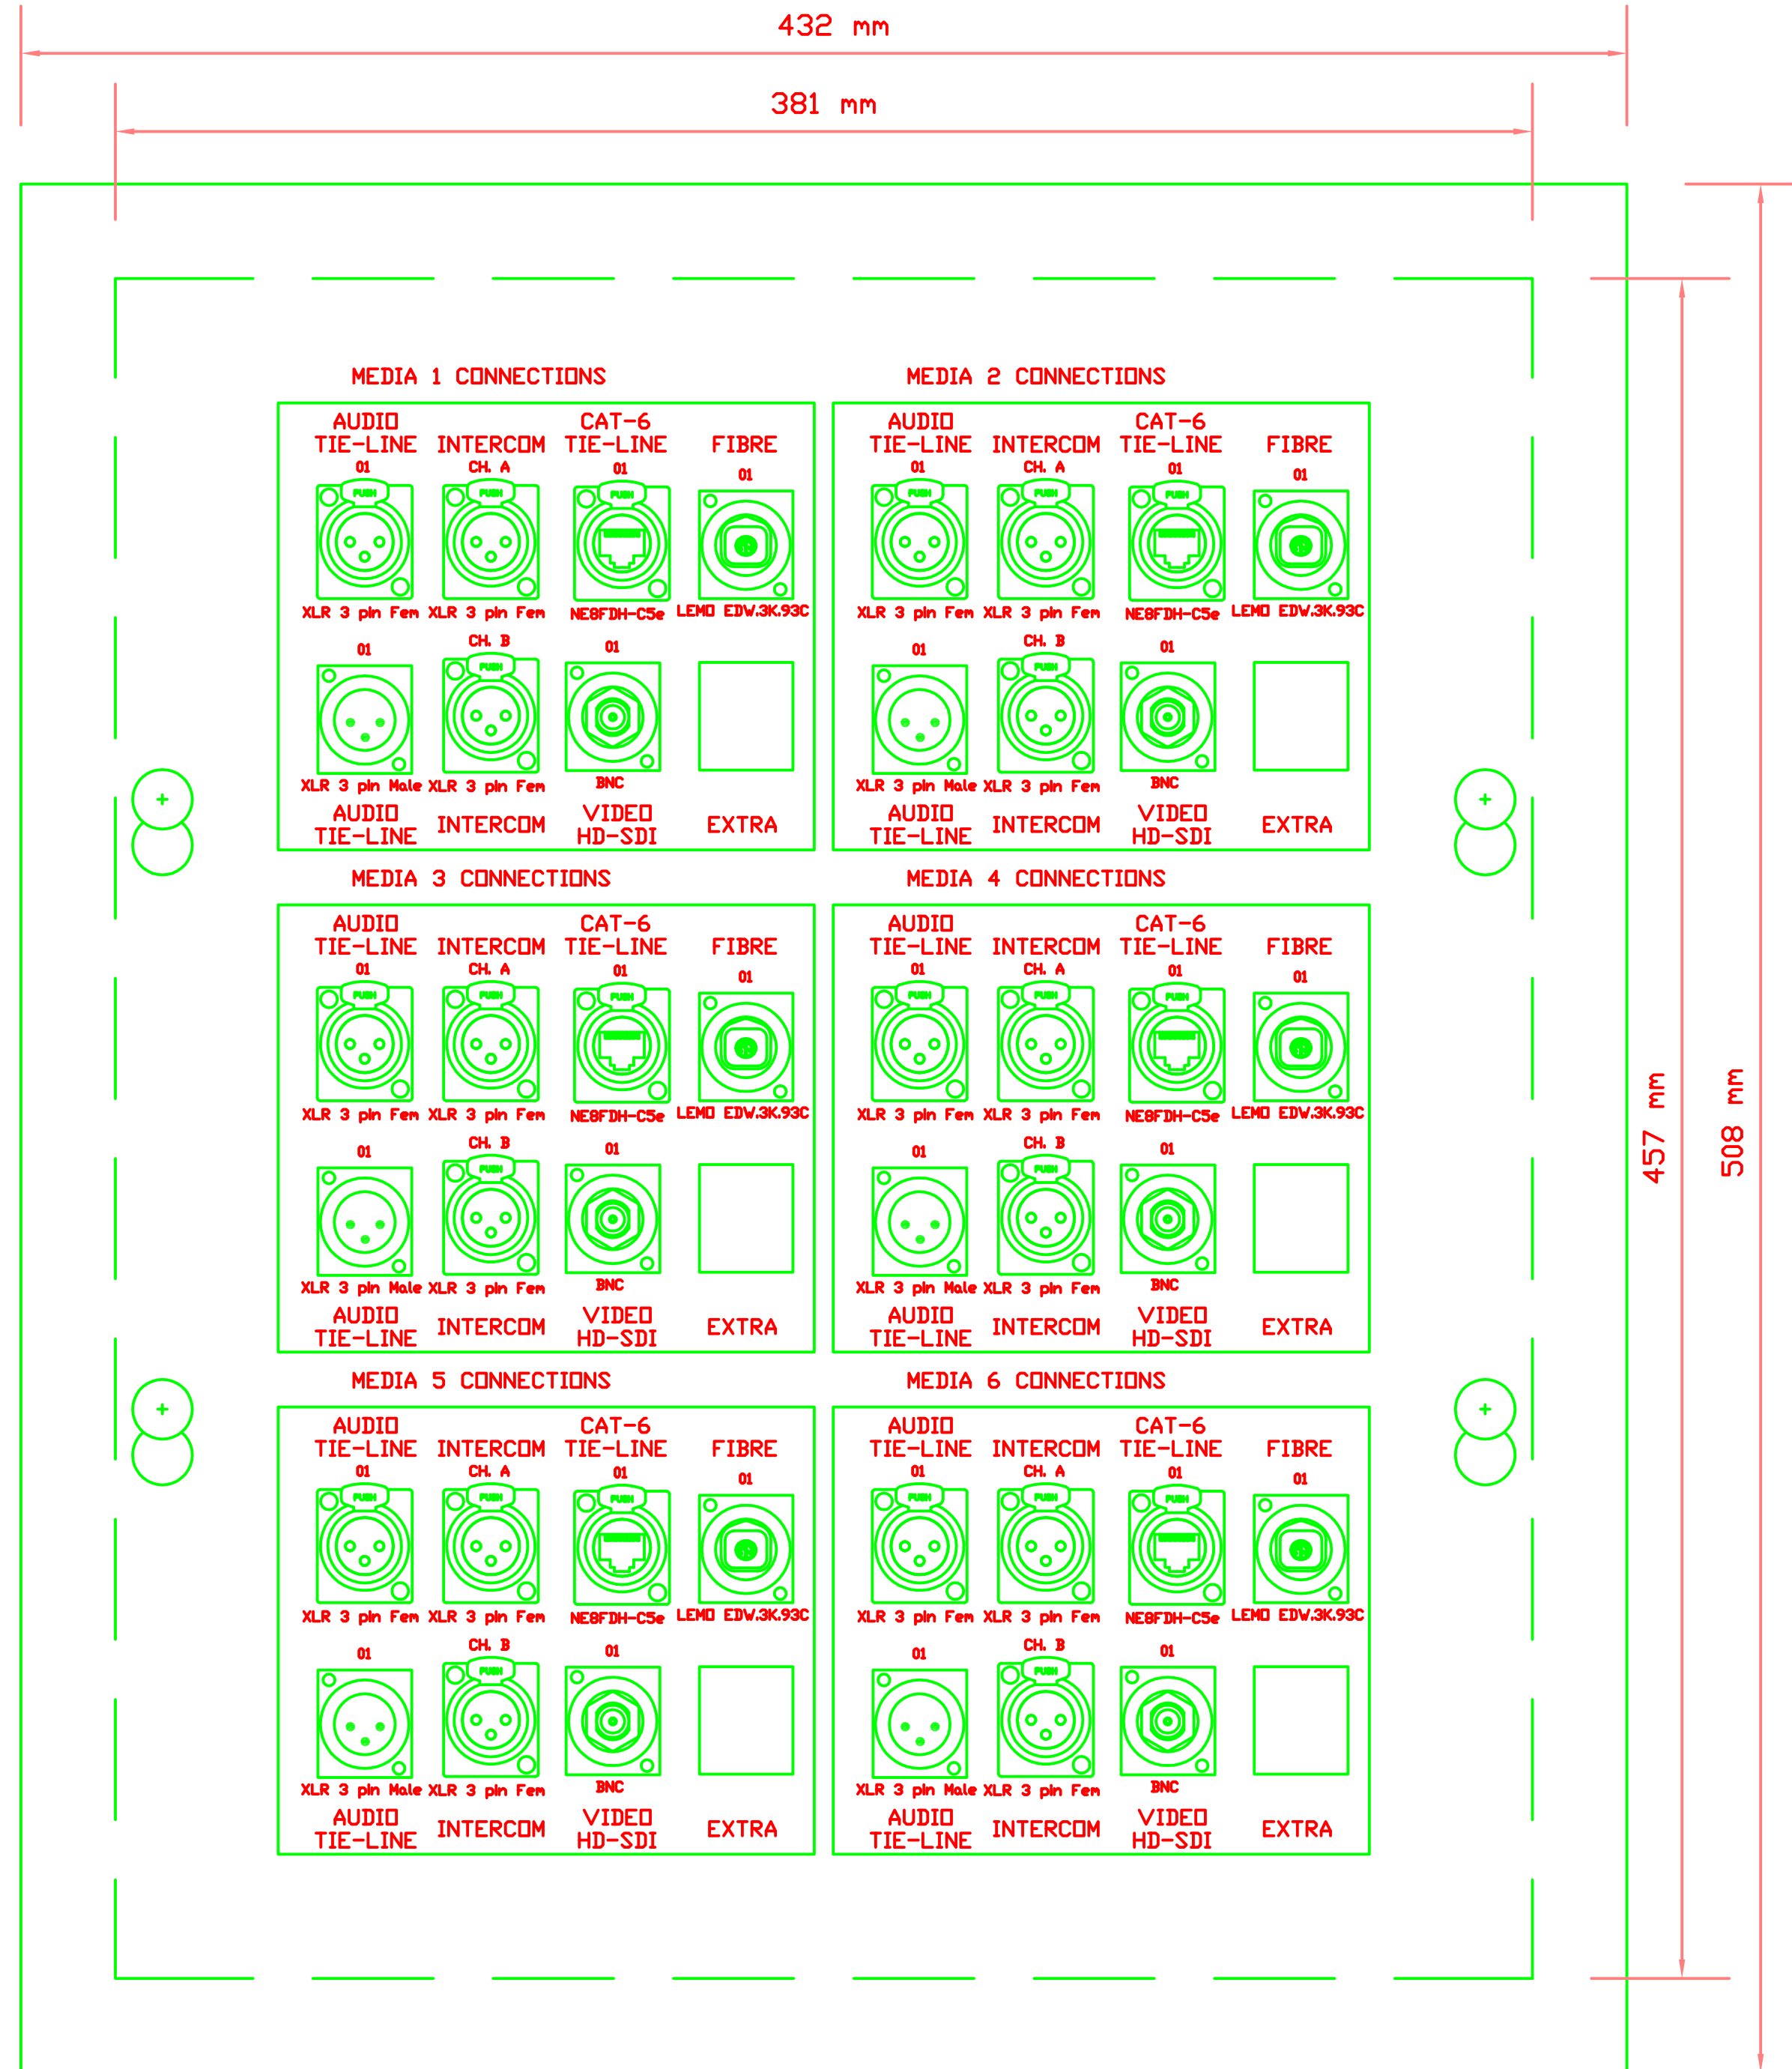 432 mm
381 mm
MEDIA 1 CONNECTIONS MEDIA 2 CONNECTIONS
AUDIO CAT-6 AUDIO CAT-6
TIE-LINE INTERCOM TIE-LINE FIBRE TIE-LINE INTERCOM TIE-LINE FIBRE
01 CH. A 01 01 01 CH. A 01 01
PUSH PUSH PUSH PUSH PUSH PUSH
XLR 3 pin Fem XLR 3 pin Fem NE8FDH-C5e LEMO EDW.3K.93C XLR 3 pin Fem XLR 3 pin Fem NE8FDH-C5e LEMO EDW.3K.93C
01 CH. B 01 01 CH. B 01
PUSH PUSH
XLR 3 pin Male XLR 3 pin Fem BNC XLR 3 pin Male XLR 3 pin Fem BNC
AUDIO VIDEO AUDIO VIDEO
TIE-LINE INTERCOM HD-SDI EXTRA TIE-LINE INTERCOM HD-SDI EXTRA
MEDIA 3 CONNECTIONS MEDIA 4 CONNECTIONS
AUDIO CAT-6 AUDIO CAT-6
TIE-LINE INTERCOM TIE-LINE FIBRE TIE-LINE INTERCOM TIE-LINE FIBRE
01 CH. A 01 01 01 CH. A 01 01
PUSH PUSH PUSH PUSH PUSH PUSH
XLR 3 pin Fem XLR 3 pin Fem NE8FDH-C5e LEMO EDW.3K.93C XLR 3 pin Fem XLR 3 pin Fem NE8FDH-C5e LEMO EDW.3K.93C
01 CH. B 01 01 CH. B 01
PUSH PUSH
XLR 3 pin Male XLR 3 pin Fem BNC XLR 3 pin Male XLR 3 pin Fem BNC
AUDIO VIDEO AUDIO VIDEO
TIE-LINE INTERCOM HD-SDI EXTRA TIE-LINE INTERCOM HD-SDI EXTRA
457 mm
508 mm
MEDIA 5 CONNECTIONS MEDIA 6 CONNECTIONS
AUDIO CAT-6 AUDIO CAT-6
TIE-LINE INTERCOM TIE-LINE FIBRE TIE-LINE INTERCOM TIE-LINE FIBRE
01 CH. A 01 01 01 CH. A 01 01
PUSH PUSH PUSH PUSH PUSH PUSH
XLR 3 pin Fem XLR 3 pin Fem NE8FDH-C5e LEMO EDW.3K.93C XLR 3 pin Fem XLR 3 pin Fem NE8FDH-C5e LEMO EDW.3K.93C
01 CH. B 01 01 CH. B 01
PUSH PUSH
XLR 3 pin Male XLR 3 pin Fem BNC XLR 3 pin Male XLR 3 pin Fem BNC
AUDIO VIDEO AUDIO VIDEO
TIE-LINE INTERCOM HD-SDI EXTRA TIE-LINE INTERCOM HD-SDI EXTRA